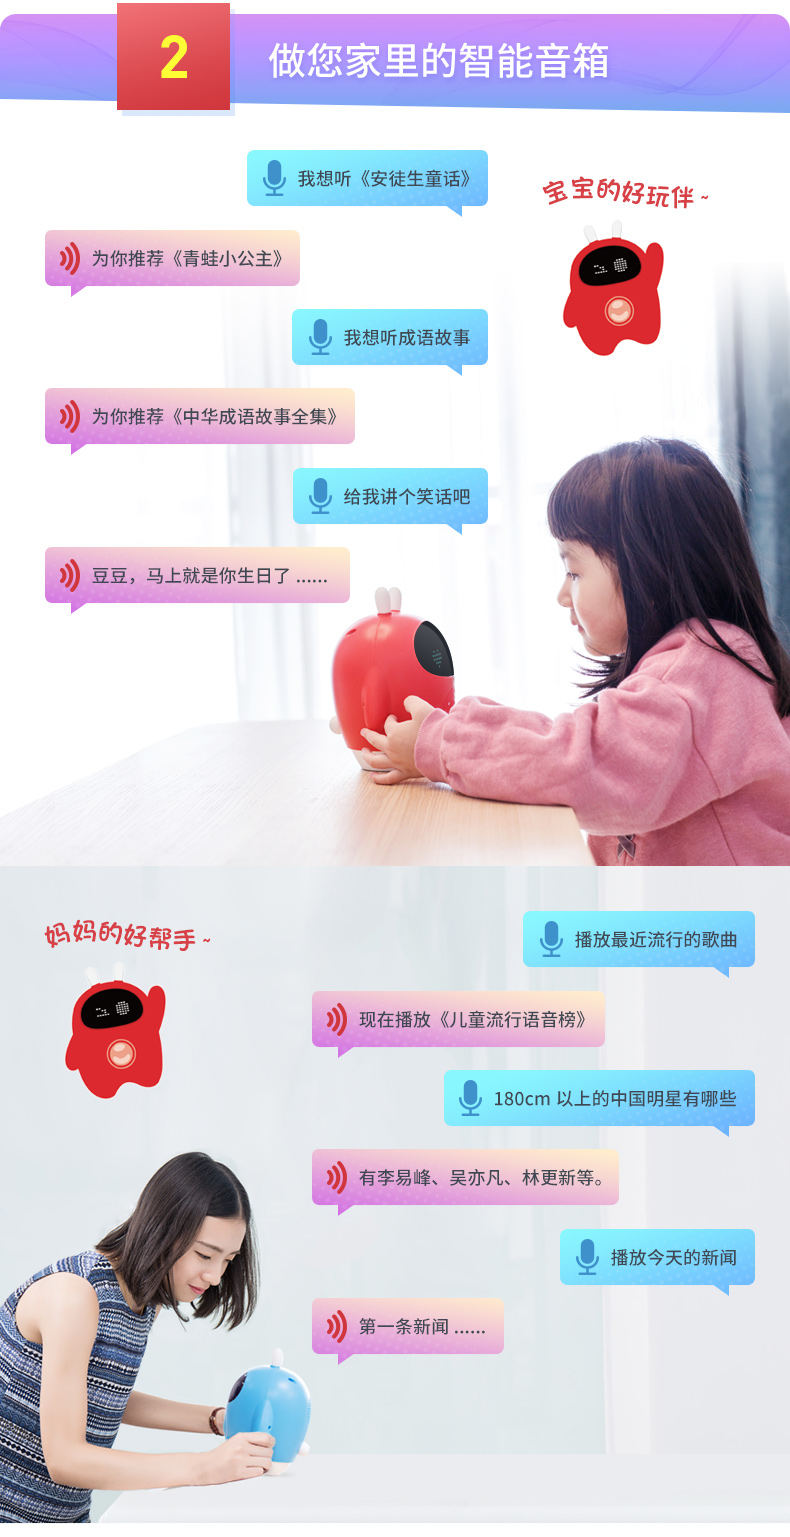 2
做您家里的智能音箱
我想听《安徒生童话》
宝宝的好玩伴~
为你推荐《青蛙小公主》
我想听成语故事
为你推荐《中华成语故事全集》
给我讲个笑话吧
豆豆，马上就是你生日了 ......
妈妈的好帮手~
播放最近流行的歌曲
现在播放《儿童流行语音榜》
180cm 以上的中国明星有哪些
有李易峰、吴亦凡、林更新等。
播放今天的新闻
第一条新闻 ......